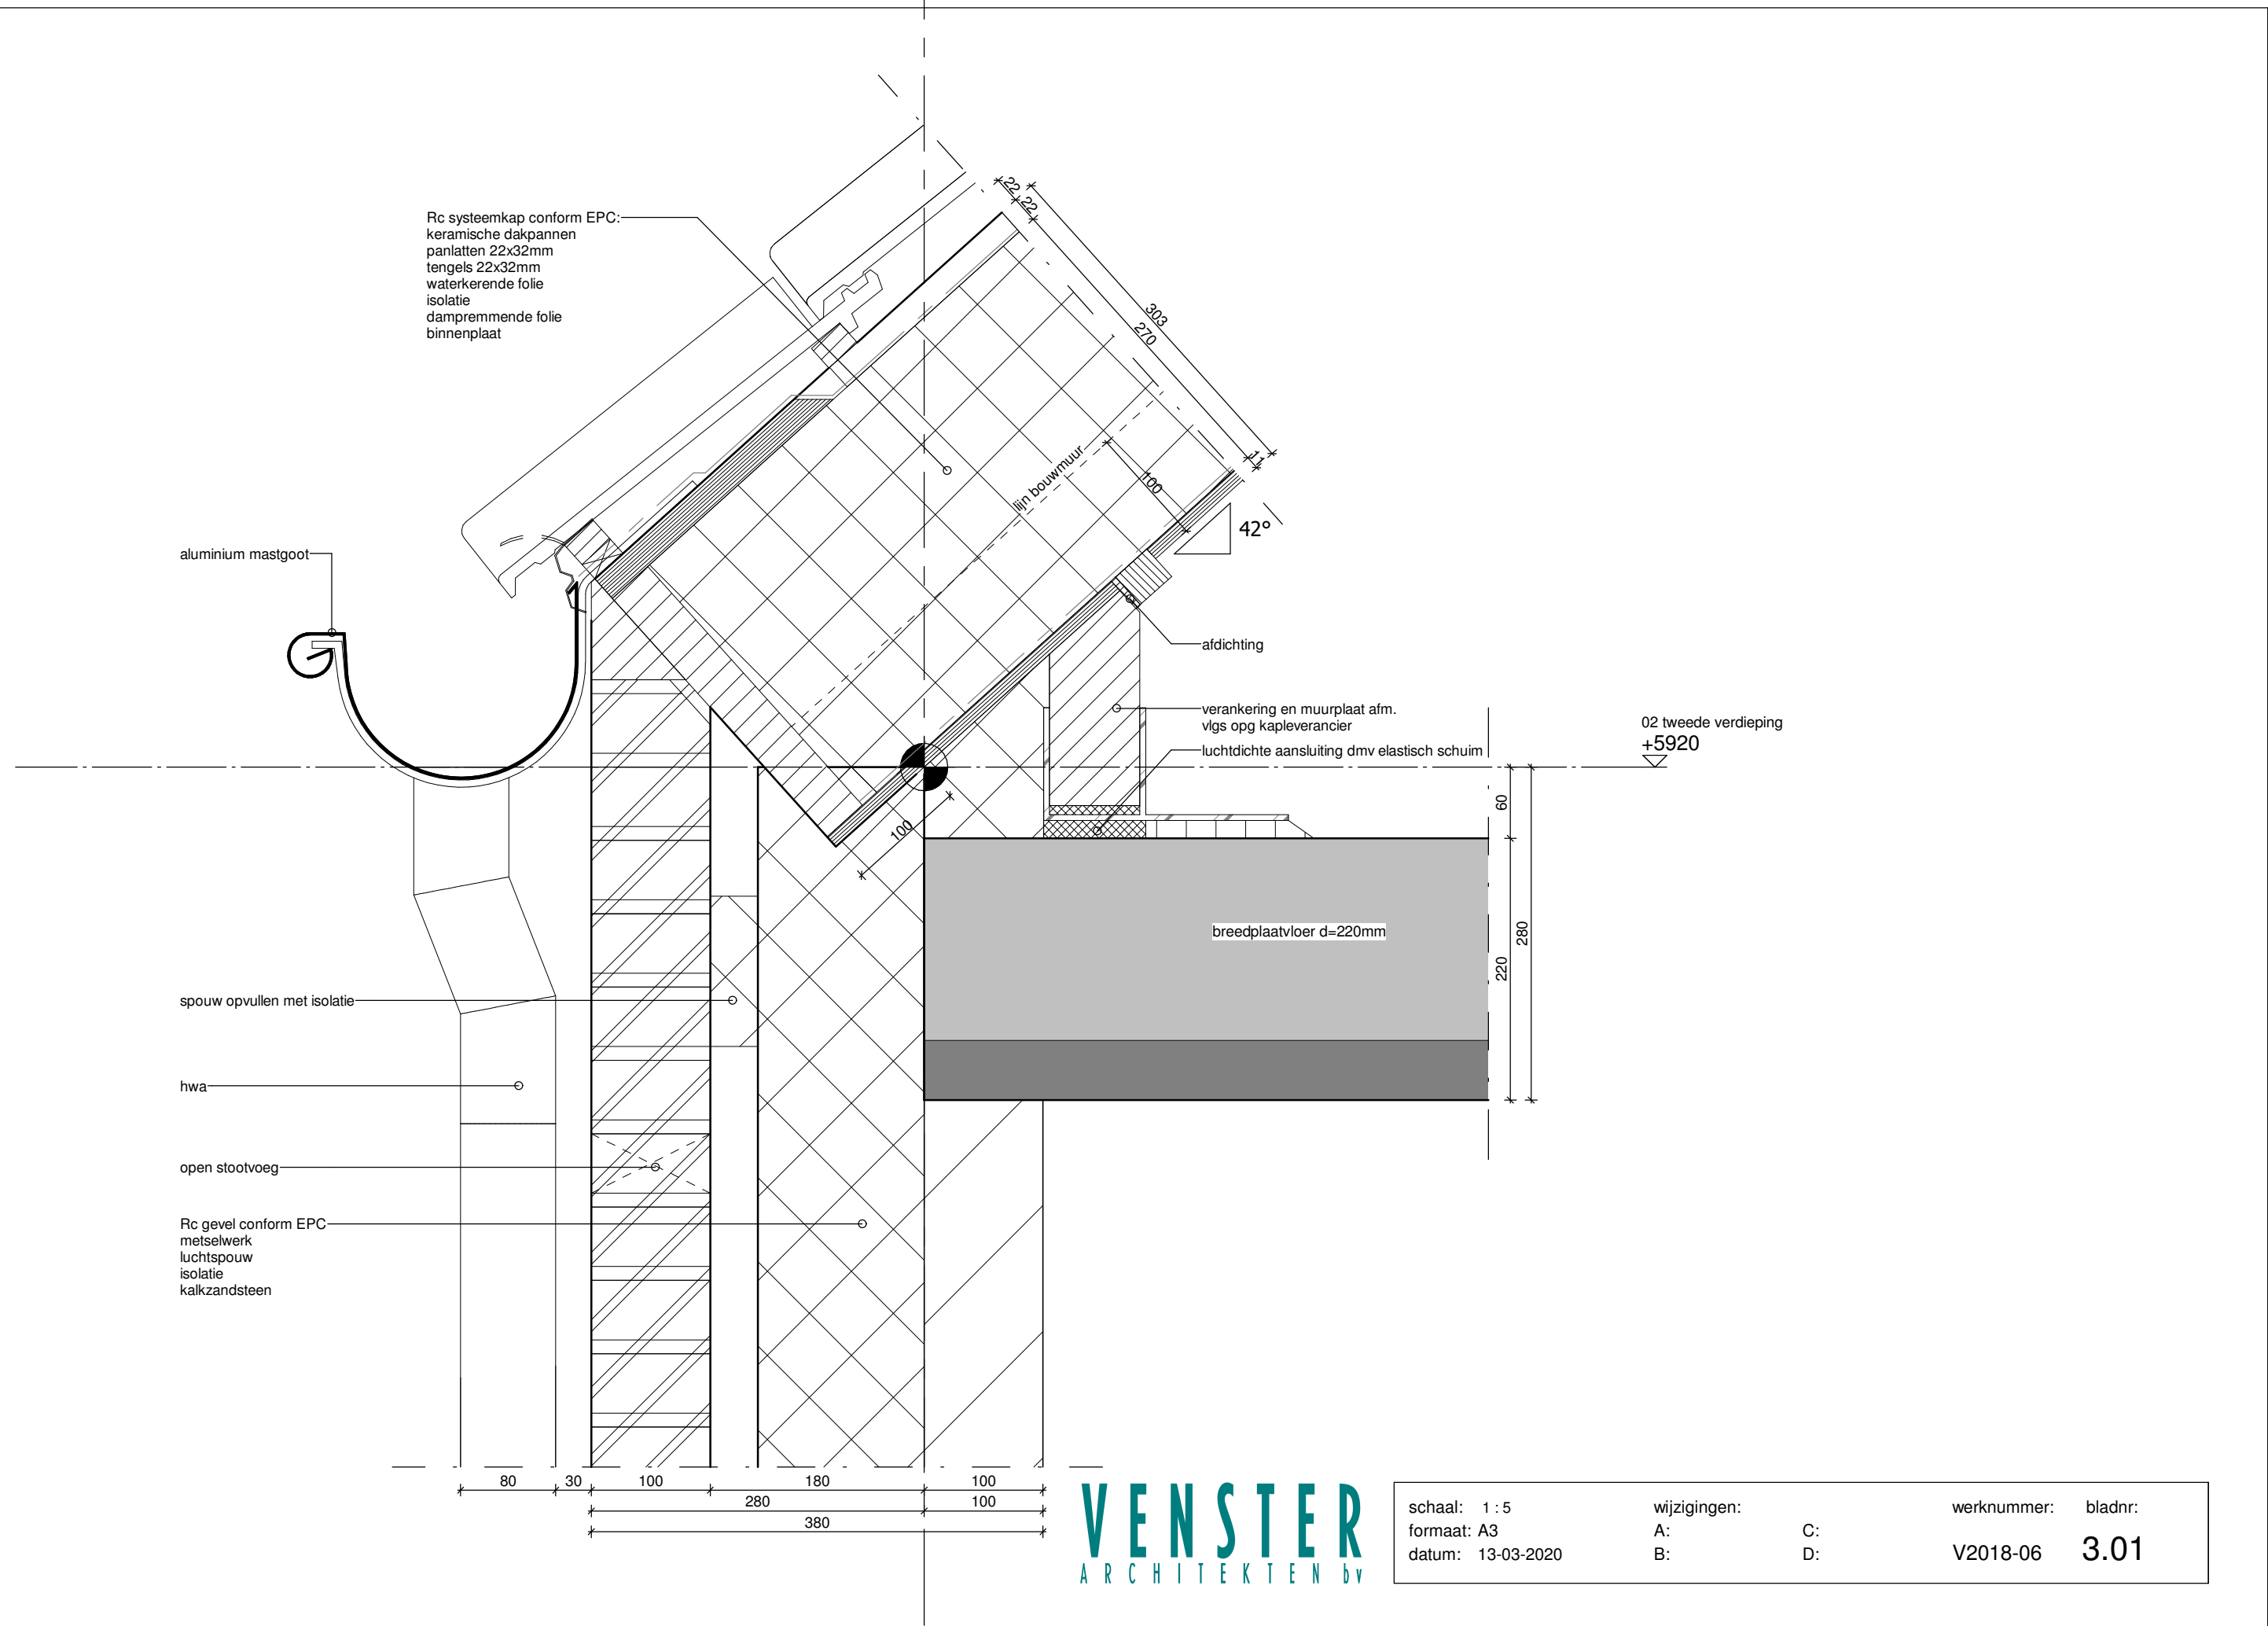 22
22
Rc systeemkap conform EPC:
keramische dakpannen
panlatten 22x32mm
tengels 22x32mm
waterkerende folie
isolatie
dampremmende folie
binnenplaat
303
270
11
lijn bouwmuur
100
42°
aluminium mastgoot
afdichting
verankering en muurplaat afm.
vlgs opg kapleverancier
luchtdichte aansluiting dmv elastisch schuim
02 tweede verdieping
+5920
60
100
breedplaatvloer d=220mm
280
220
spouw opvullen met isolatie
hwa
open stootvoeg
Rc gevel conform EPC
metselwerk
luchtspouw
isolatie
kalkzandsteen
80 30 100 180 100
280 100
380
VENSTER
ARCHITEKTEN bv
schaal: 1 : 5 wijzigingen: werknummer: bladnr:
formaat: A3 A: C:
datum: 13-03-2020 B: D: V2018-06 3.01